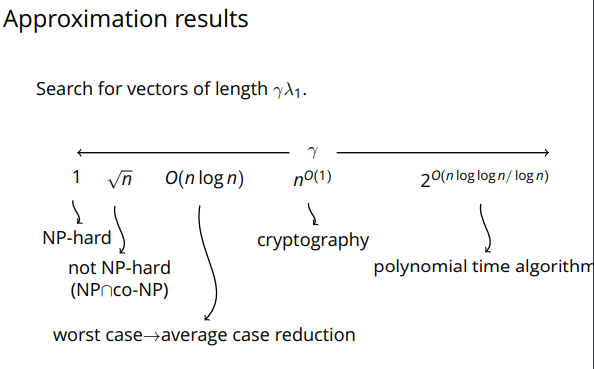 Approximation results
Search for vectors of length γλ₁.
γ
1 √n O(n log n) n^O(1) 2^O(n log log n/ log n)
NP-hard
cryptography
not NP-hard
polynomial time algorithm
(NP∩co-NP)
worst case→average case reduction